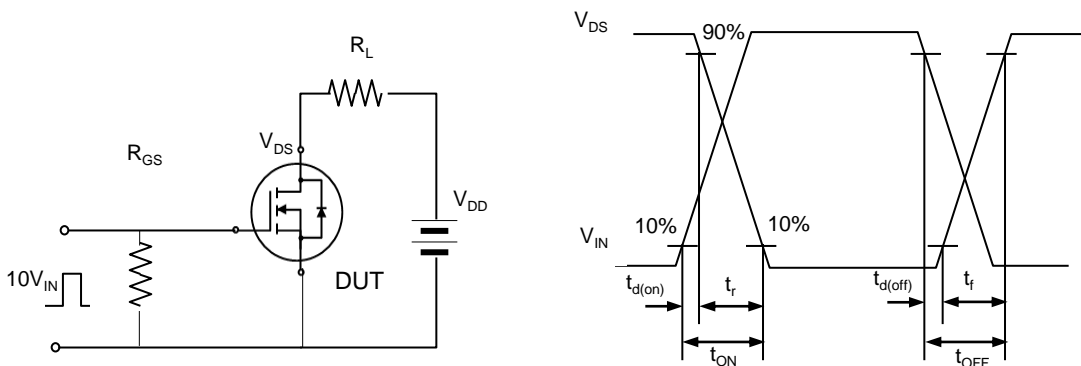 R_L
V_DS
R_GS
V_DD
10V_IN
DUT
V_DS
90%
10%
10%
V_IN
t_d(on)
t_r
t_d(off)
t_f
t_ON
t_OFF